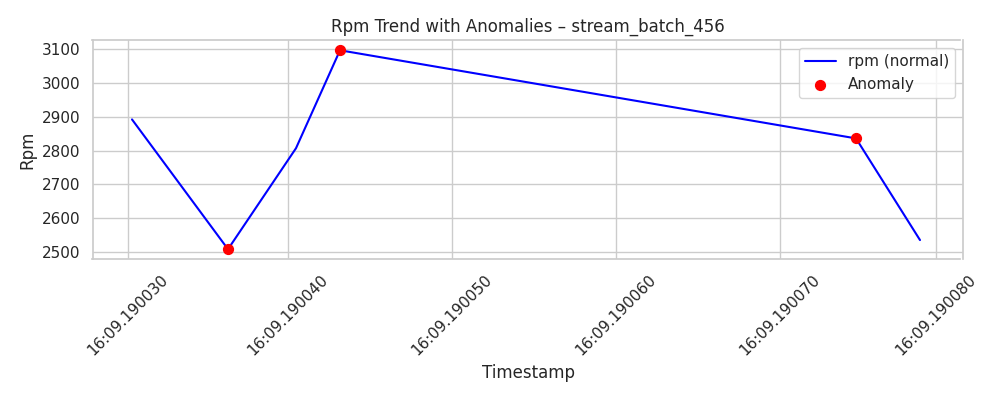 Rpm Trend with Anomalies – stream_batch_456
3100
3000
2900
2800
2700
2600
2500
Rpm
rpm (normal)
Anomaly
16:09.190030
16:09.190040
16:09.190050
16:09.190060
16:09.190070
16:09.190080
Timestamp